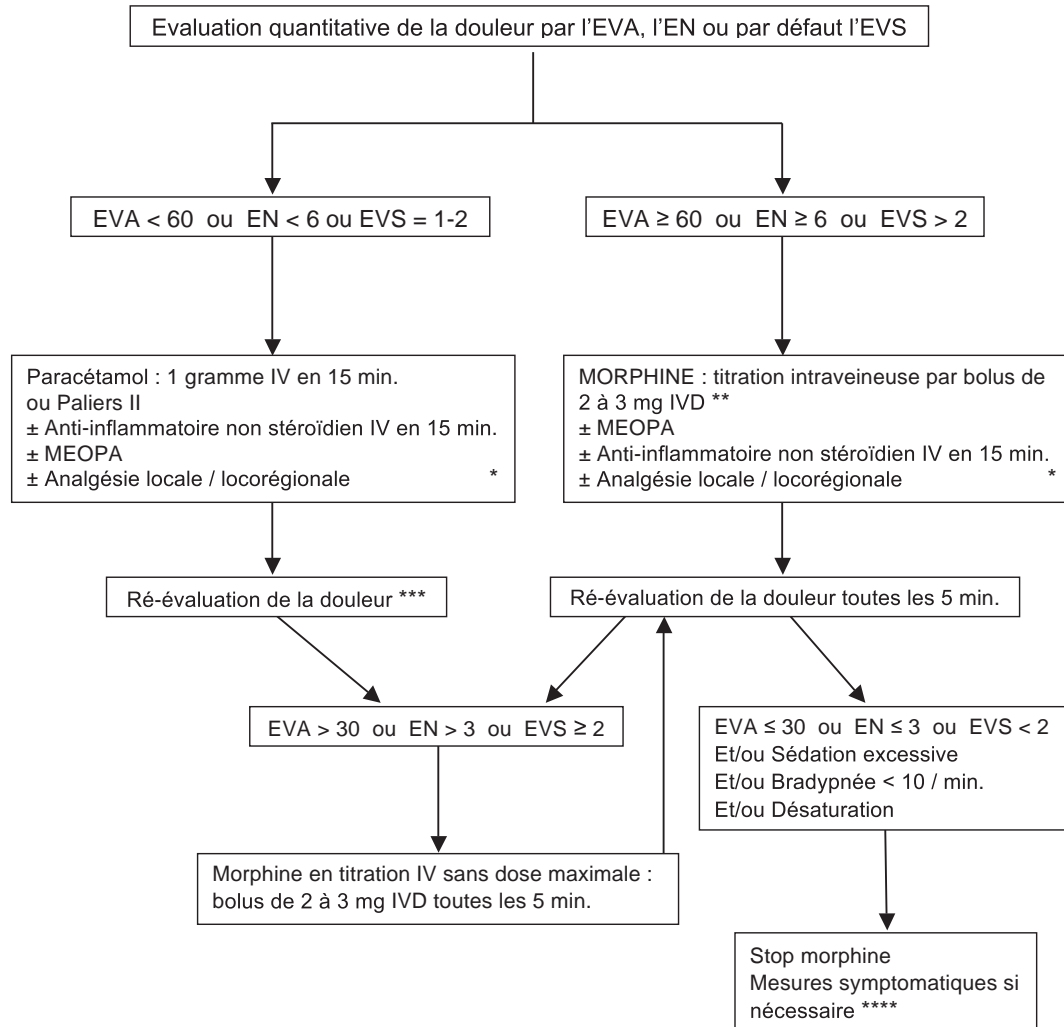 Evaluation quantitative de la douleur par l'EVA, l'EN ou par défaut l'EVS
EVA < 60 ou EN < 6 ou EVS = 1-2
EVA ≥ 60 ou EN ≥ 6 ou EVS > 2
Paracétamol : 1 gramme IV en 15 min.
ou Paliers II
± Anti-inflammatoire non stéroïdien IV en 15 min.
± MEOPA
± Analgésie locale / locorégionale *
MORPHINE : titration intraveineuse par bolus de
2 à 3 mg IVD **
± MEOPA
± Anti-inflammatoire non stéroïdien IV en 15 min.
± Analgésie locale / locorégionale *
Ré-évaluation de la douleur ***
Ré-évaluation de la douleur toutes les 5 min.
EVA > 30 ou EN > 3 ou EVS ≥ 2
EVA ≤ 30 ou EN ≤ 3 ou EVS < 2
Et/ou Sédation excessive
Et/ou Bradypnée < 10 / min.
Et/ou Désaturation
Morphine en titration IV sans dose maximale :
bolus de 2 à 3 mg IVD toutes les 5 min.
Stop morphine
Mesures symptomatiques si
nécessaire ****